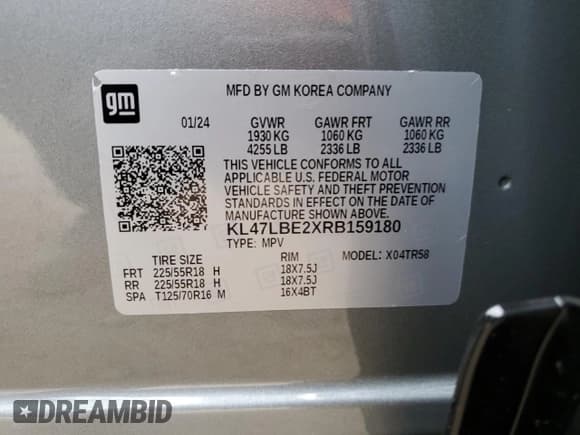 gm
MFD BY GM KOREA COMPANY
01/24 GVWR GAWR FRT GAWR RR
1930 KG 1060 KG 1060 KG
4255 LB 2336 LB 2336 LB
THIS VEHICLE CONFORMS TO ALL
APPLICABLE U.S. FEDERAL MOTOR
VEHICLE SAFETY AND THEFT PREVENTION
STANDARDS IN EFFECT ON THE DATE OF
MANUFACTURE SHOWN ABOVE.
KL47LBE2XRB159180
TYPE: MPV MODEL: X04TR58
TIRE SIZE RIM
FRT 225/55R18 H 18X7.5J
RR 225/55R18 H 18X7.5J
SPA T125/70R16 M 16X4BT
DREAMBID